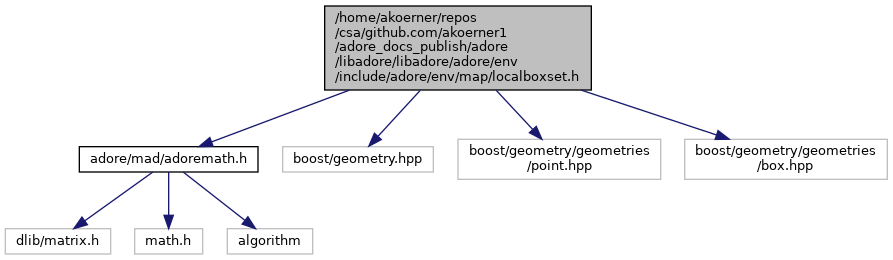 /home/akoerner/repos
/csa/github.com/akoerner1
/adore_docs_publish/adore
/libadore/libadore/adore/env
/include/adore/env/map/localboxset.h
adore/mad/adoremath.h
boost/geometry.hpp
boost/geometry/geometries
/point.hpp
boost/geometry/geometries
/box.hpp
dlib/matrix.h
math.h
algorithm